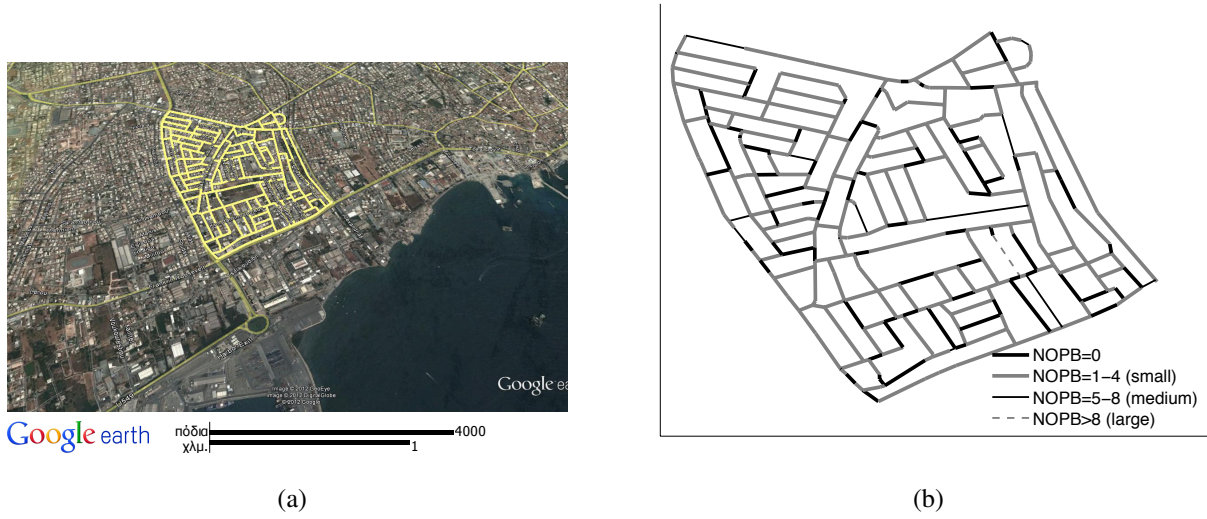 Image © 2012 GeoEye
Image © 2012 DigitalGlobe
© 2012 Google
Google ea
Google earth
πόδια 4000
χλμ. 1
(a)
NOPB=0
NOPB=1−4 (small)
NOPB=5−8 (medium)
NOPB>8 (large)
(b)